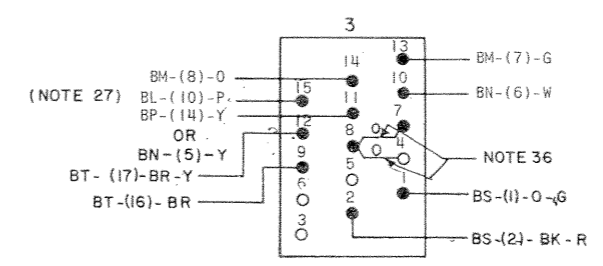 3
13
BM-(7)-G
14
BM-(8)-O
10
15
(NOTE 27) BL-(10)-P
BN-(6)-W
11
BP-(14)-Y
7
12
OR
8
O
4
9
O
BN-(5)-Y
NOTE 36
5
BT-(17)-BR-Y
6
1
BS-(1)-O-G
BT-(16)-BR
2
3
BS-(2)-BK-R